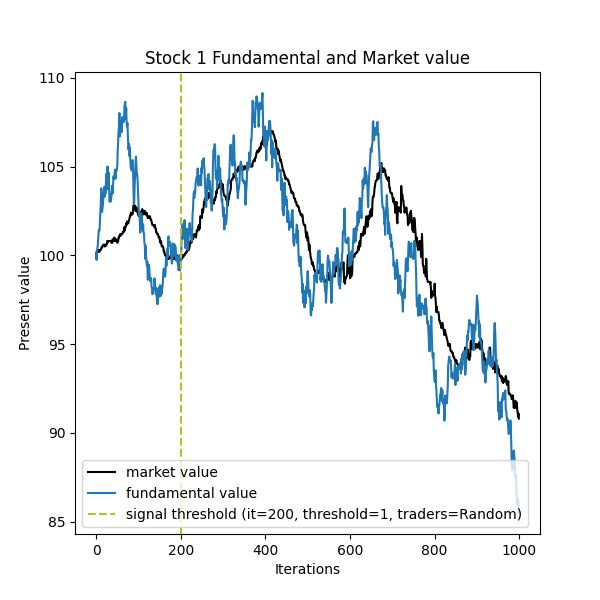 Stock 1 Fundamental and Market value
110
105
100
95
90
85
Present value
market value
fundamental value
signal threshold (it=200, threshold=1, traders=Random)
0 200 400 600 800 1000
Iterations